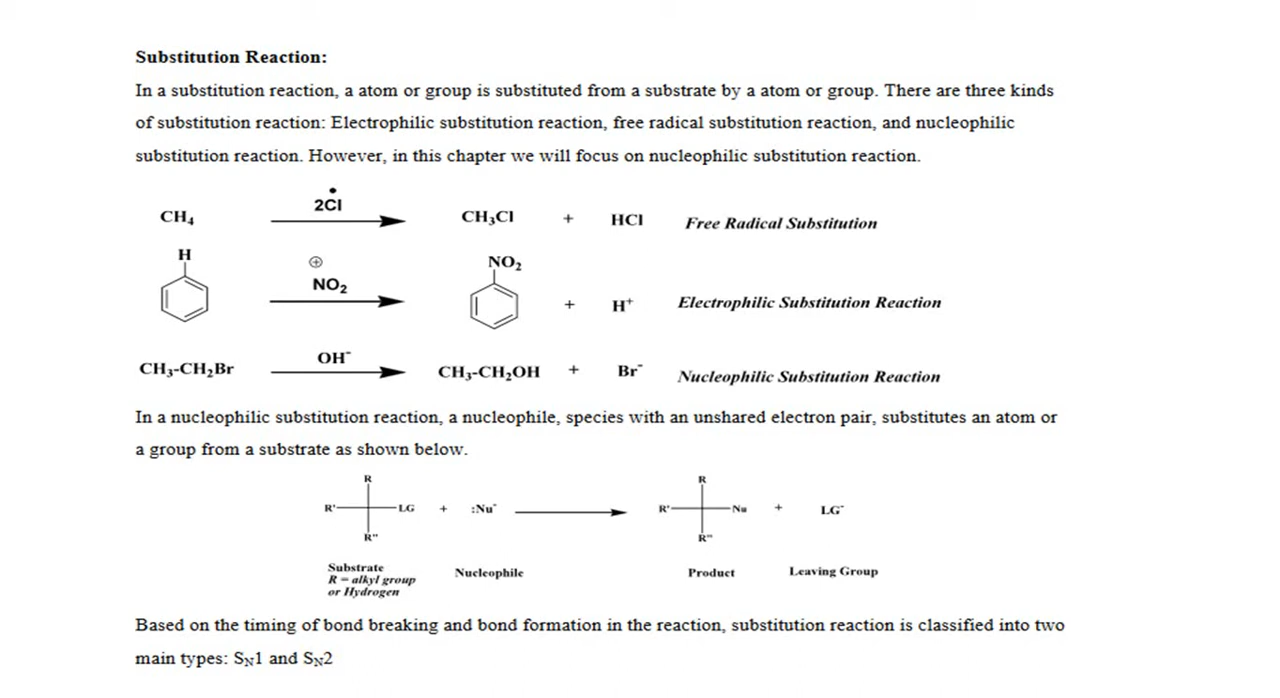 Substitution Reaction:
In a substitution reaction, a atom or group is substituted from a substrate by a atom or group. There are three kinds
of substitution reaction: Electrophilic substitution reaction, free radical substitution reaction, and nucleophilic
substitution reaction. However, in this chapter we will focus on nucleophilic substitution reaction.
CH₄ 2Cl• CH₃Cl + HCl Free Radical Substitution
H ⊕ NO₂
NO₂ + H⁺ Electrophilic Substitution Reaction
CH₃-CH₂Br OH⁻ CH₃-CH₂OH + Br⁻ Nucleophilic Substitution Reaction
In a nucleophilic substitution reaction, a nucleophile, species with an unshared electron pair, substitutes an atom or
a group from a substrate as shown below.
R R
R' LG + :Nu⁻ R' Nu + LG⁻
R" R"
Substrate Nucleophile Product Leaving Group
R = alkyl group
or Hydrogen
Based on the timing of bond breaking and bond formation in the reaction, substitution reaction is classified into two
main types: SN1 and SN2